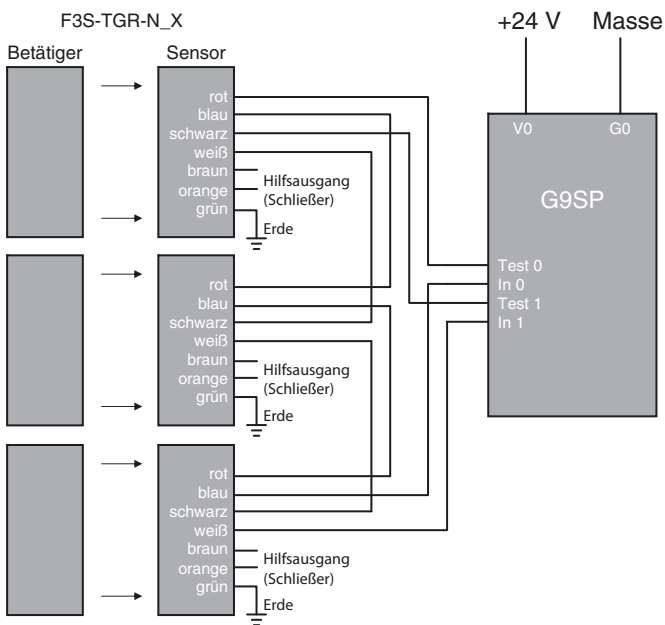 F3S-TGR-N_X
+24 V Masse
Betätiger Sensor
rot
blau
schwarz
weiß
braun
orange
grün
Hilfsausgang
(Schließer)
Erde
V0 G0
G9SP
Test 0
In 0
Test 1
In 1
rot
blau
schwarz
weiß
braun
orange
grün
Hilfsausgang
(Schließer)
Erde
rot
blau
schwarz
weiß
braun
orange
grün
Hilfsausgang
(Schließer)
Erde